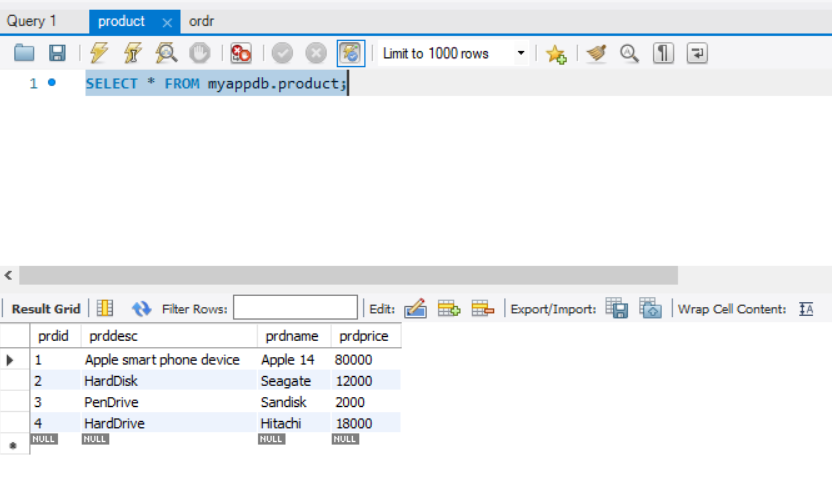 Query 1 product × ordr
Limit to 1000 rows
1 SELECT * FROM myappdb.product;
Result Grid Filter Rows: Edit: Export/Import: Wrap Cell Content: IA
prdid prddesc prdname prdprice
1 Apple smart phone device Apple 14 80000
2 HardDisk Seagate 12000
3 PenDrive Sandisk 2000
4 HardDrive Hitachi 18000
NULL NULL NULL NULL